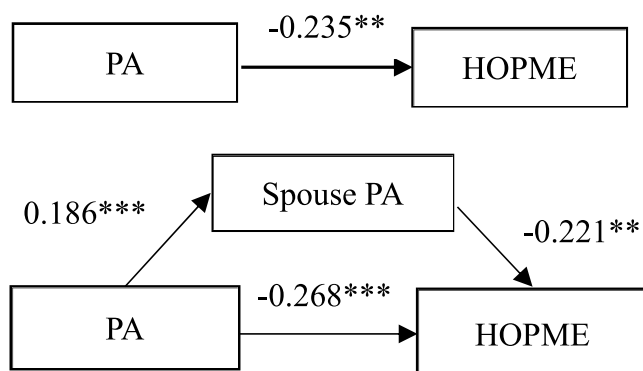 -0.235**
PA
HOPME
Spouse PA
0.186***
-0.221**
-0.268***
PA
HOPME